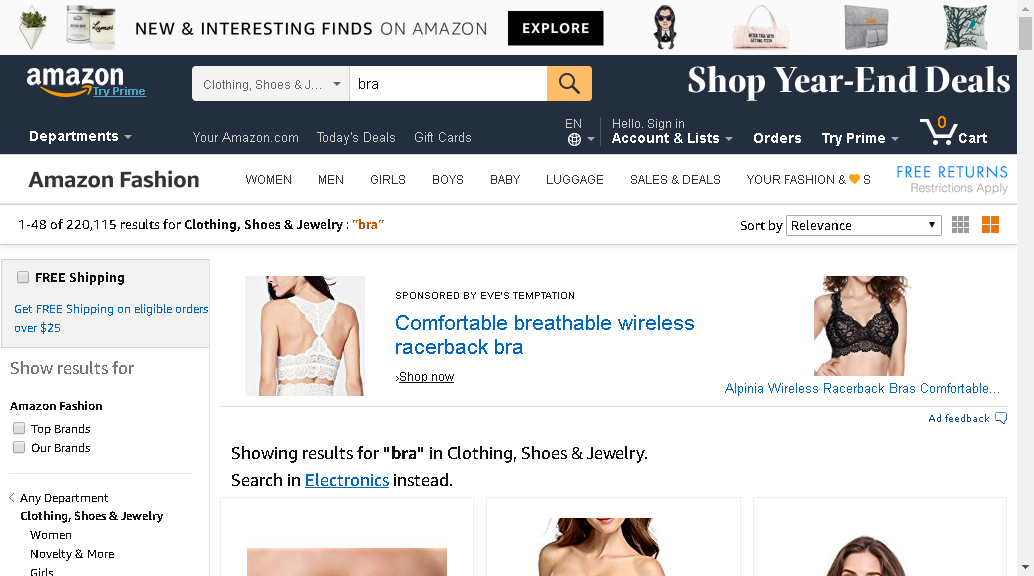 NEW & INTERESTING FINDS ON AMAZON
EXPLORE
amazon
Try Prime
Clothing, Shoes & J...
bra
Shop Year-End Deals
Departments
Your Amazon.com
Today's Deals
Gift Cards
EN
Hello. Sign in
Account & Lists
Orders
Try Prime
0
Cart
Amazon Fashion
WOMEN
MEN
GIRLS
BOYS
BABY
LUGGAGE
SALES & DEALS
YOUR FASHION & 🧡 S
FREE RETURNS
Restrictions Apply
1-48 of 220,115 results for Clothing, Shoes & Jewelry : "bra"
Sort by Relevance
FREE Shipping
Get FREE Shipping on eligible orders
over $25
Show results for
Amazon Fashion
Top Brands
Our Brands
Any Department
Clothing, Shoes & Jewelry
Women
Novelty & More
Girls
SPONSORED BY EVE'S TEMPTATION
Comfortable breathable wireless
racerback bra
›Shop now
Alpinia Wireless Racerback Bras Comfortable...
Ad feedback
Showing results for "bra" in Clothing, Shoes & Jewelry.
Search in Electronics instead.